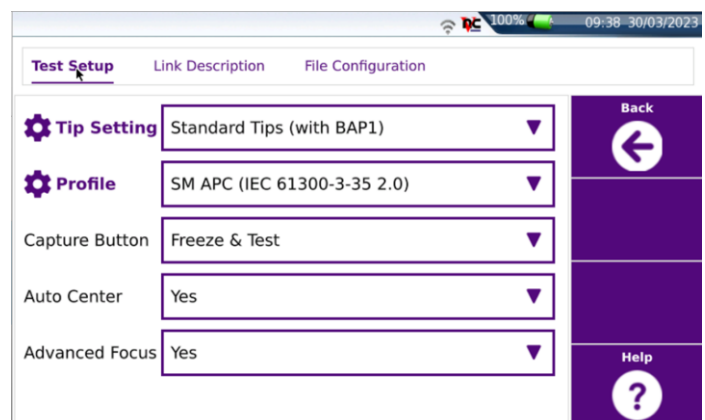 100% 09:38 30/03/2023
Test Setup Link Description File Configuration
Back
Tip Setting Standard Tips (with BAP1)
Profile SM APC (IEC 61300-3-35 2.0)
Capture Button Freeze & Test
Auto Center Yes
Advanced Focus Yes
Help
?